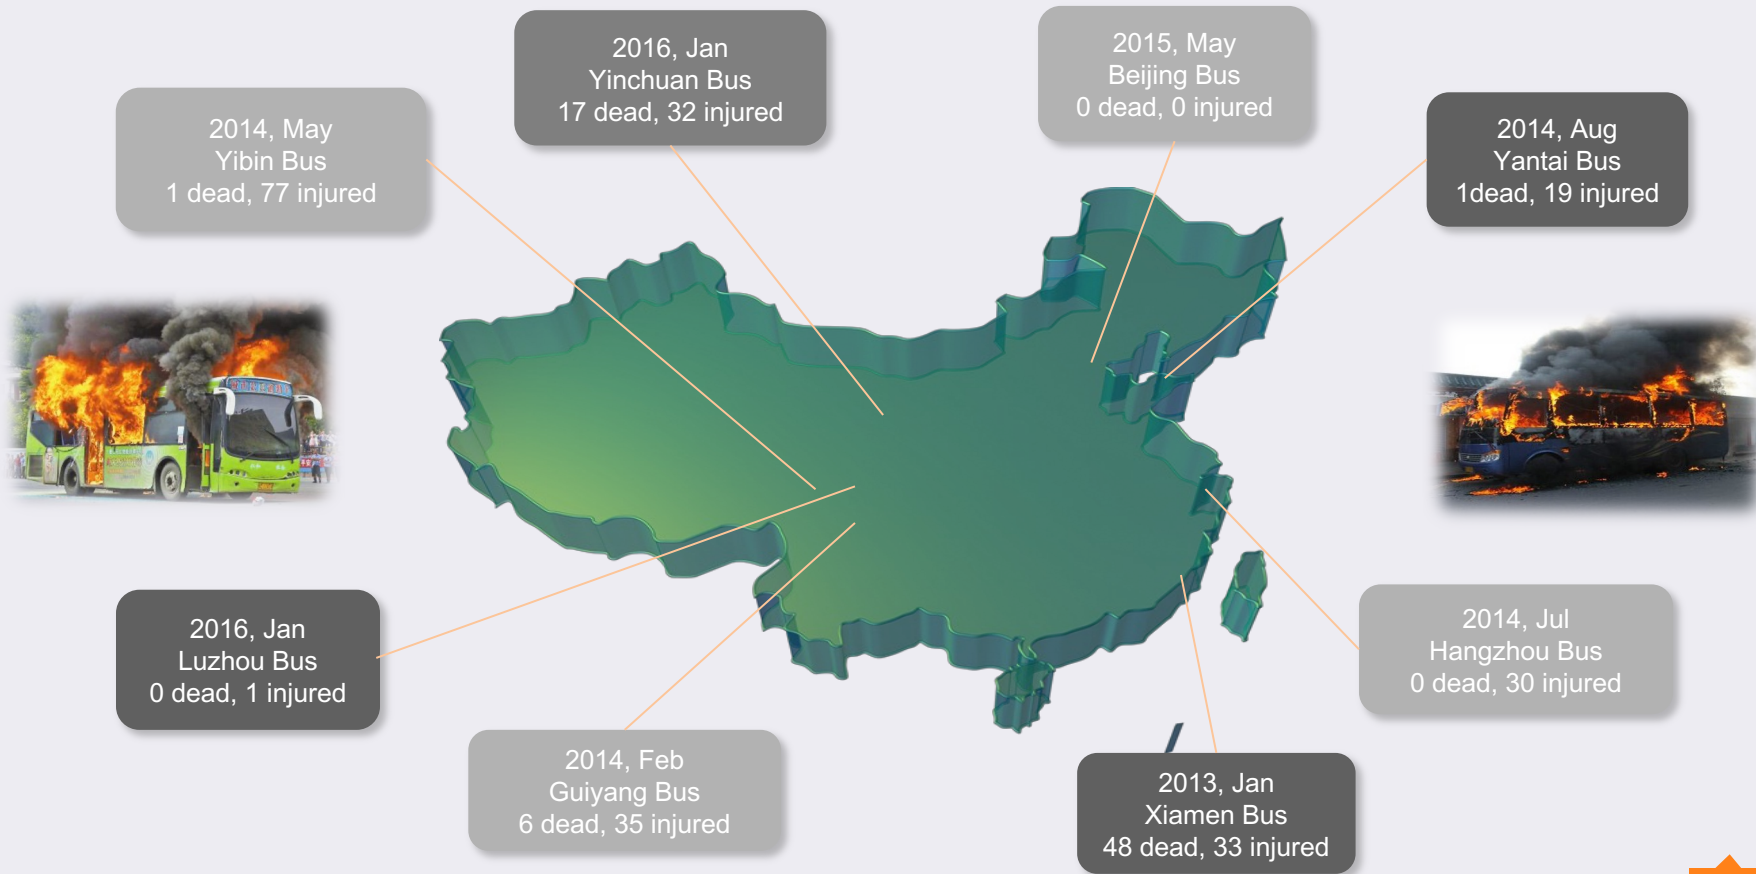 2016, Jan
Yinchuan Bus
17 dead, 32 injured
2015, May
Beijing Bus
0 dead, 0 injured
2014, May
Yibin Bus
1 dead, 77 injured
2014, Aug
Yantai Bus
1dead, 19 injured
2016, Jan
Luzhou Bus
0 dead, 1 injured
2014, Jul
Hangzhou Bus
0 dead, 30 injured
2014, Feb
Guiyang Bus
6 dead, 35 injured
2013, Jan
Xiamen Bus
48 dead, 33 injured